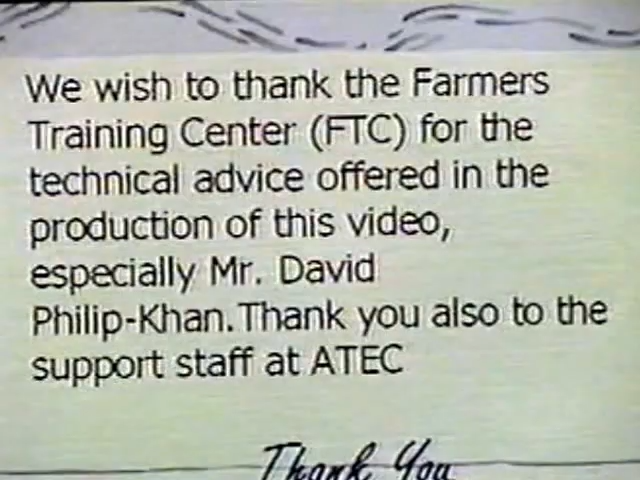 We wish to thank the Farmers
Training Center (FTC) for the
technical advice offered in the
production of this video,
especially Mr. David
Philip-Khan.Thank you also to the
support staff at ATEC
Thank You